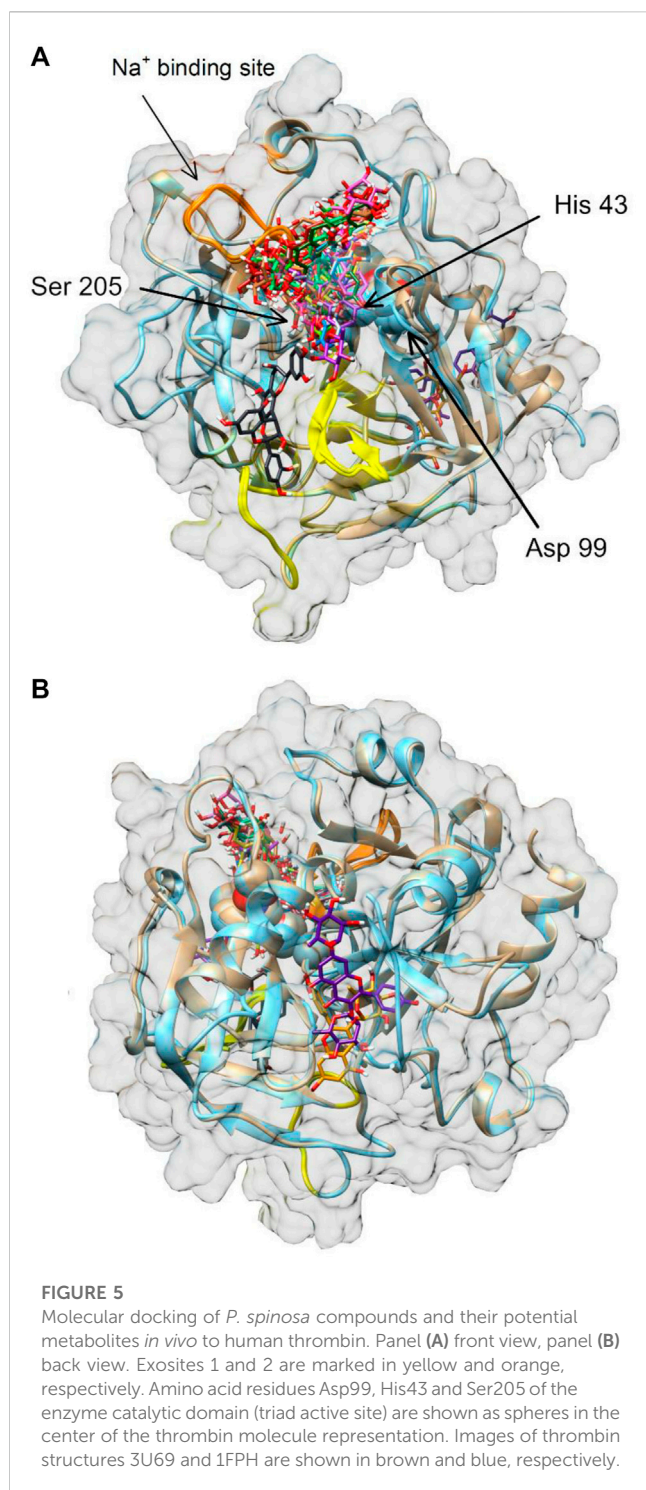 A
Na⁺ binding site
His 43
Ser 205
Asp 99
B
FIGURE 5
Molecular docking of P. spinosa compounds and their potential
metabolites in vivo to human thrombin. Panel (A) front view, panel (B)
back view. Exosites 1 and 2 are marked in yellow and orange,
respectively. Amino acid residues Asp99, His43 and Ser205 of the
enzyme catalytic domain (triad active site) are shown as spheres in the
center of the thrombin molecule representation. Images of thrombin
structures 3U69 and 1FPH are shown in brown and blue, respectively.